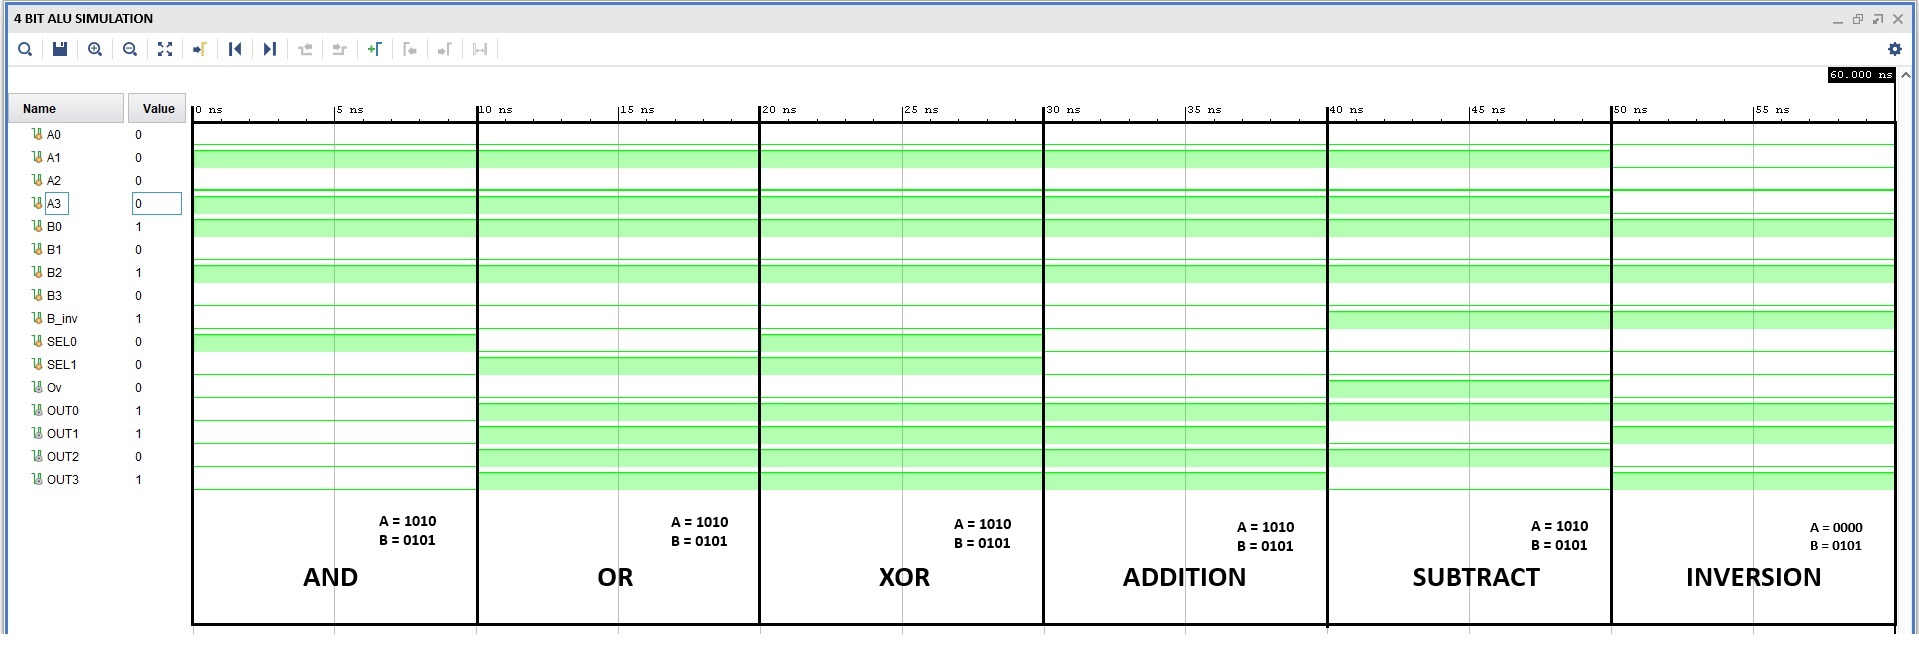 4 BIT ALU SIMULATION
60.000 ns
Name Value 0 ns 5 ns 10 ns 15 ns 20 ns 25 ns 30 ns 35 ns 40 ns 45 ns 50 ns 55 ns
A0 0
A1 0
A2 0
A3 0
B0 1
B1 0
B2 1
B3 0
B_inv 1
SEL0 0
SEL1 0
Ov 0
OUT0 1
OUT1 1
OUT2 0
OUT3 1
A = 1010 A = 1010 A = 1010 A = 1010 A = 1010 A = 0000
B = 0101 B = 0101 B = 0101 B = 0101 B = 0101 B = 0101
AND OR XOR ADDITION SUBTRACT INVERSION